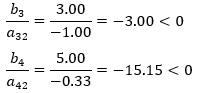 b₃/a₃₂ = 3.00/−1.00 = −3.00 < 0
b₄/a₄₂ = 5.00/−0.33 = −15.15 < 0